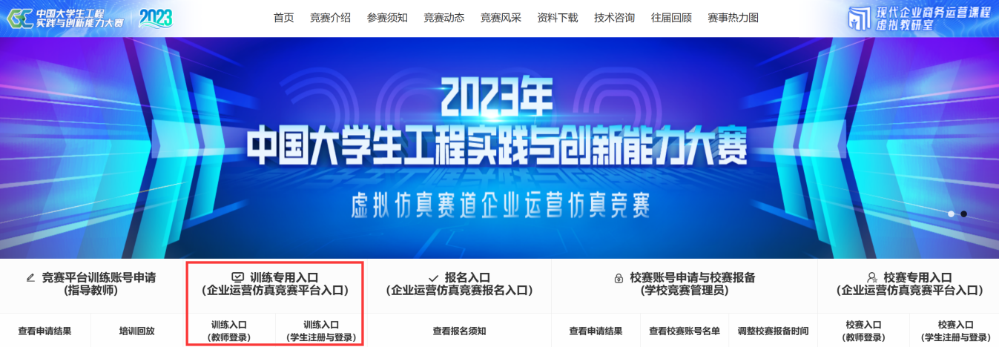 中国大学生工程
实践与创新能力大赛
2023
首页 竞赛介绍 参赛须知 竞赛动态 竞赛风采 资料下载 技术咨询 往届回顾 赛事热力图
现代企业商务运营课程
虚拟教研室
2023年
中国大学生工程实践与创新能力大赛
虚拟仿真赛道企业运营仿真竞赛
竞赛平台训练账号申请
(指导教师)
训练专用入口
(企业运营仿真竞赛平台入口)
报名入口
(企业运营仿真竞赛报名入口)
校赛账号申请与校赛报备
(学校竞赛管理员)
校赛专用入口
(企业运营仿真竞赛平台入口)
查看申请结果
培训回放
训练入口
(教师登录)
训练入口
(学生注册与登录)
查看报名须知
查看申请结果
查看校赛账号名单
调整校赛报备时间
校赛入口
(教师登录)
校赛入口
(学生注册与登录)